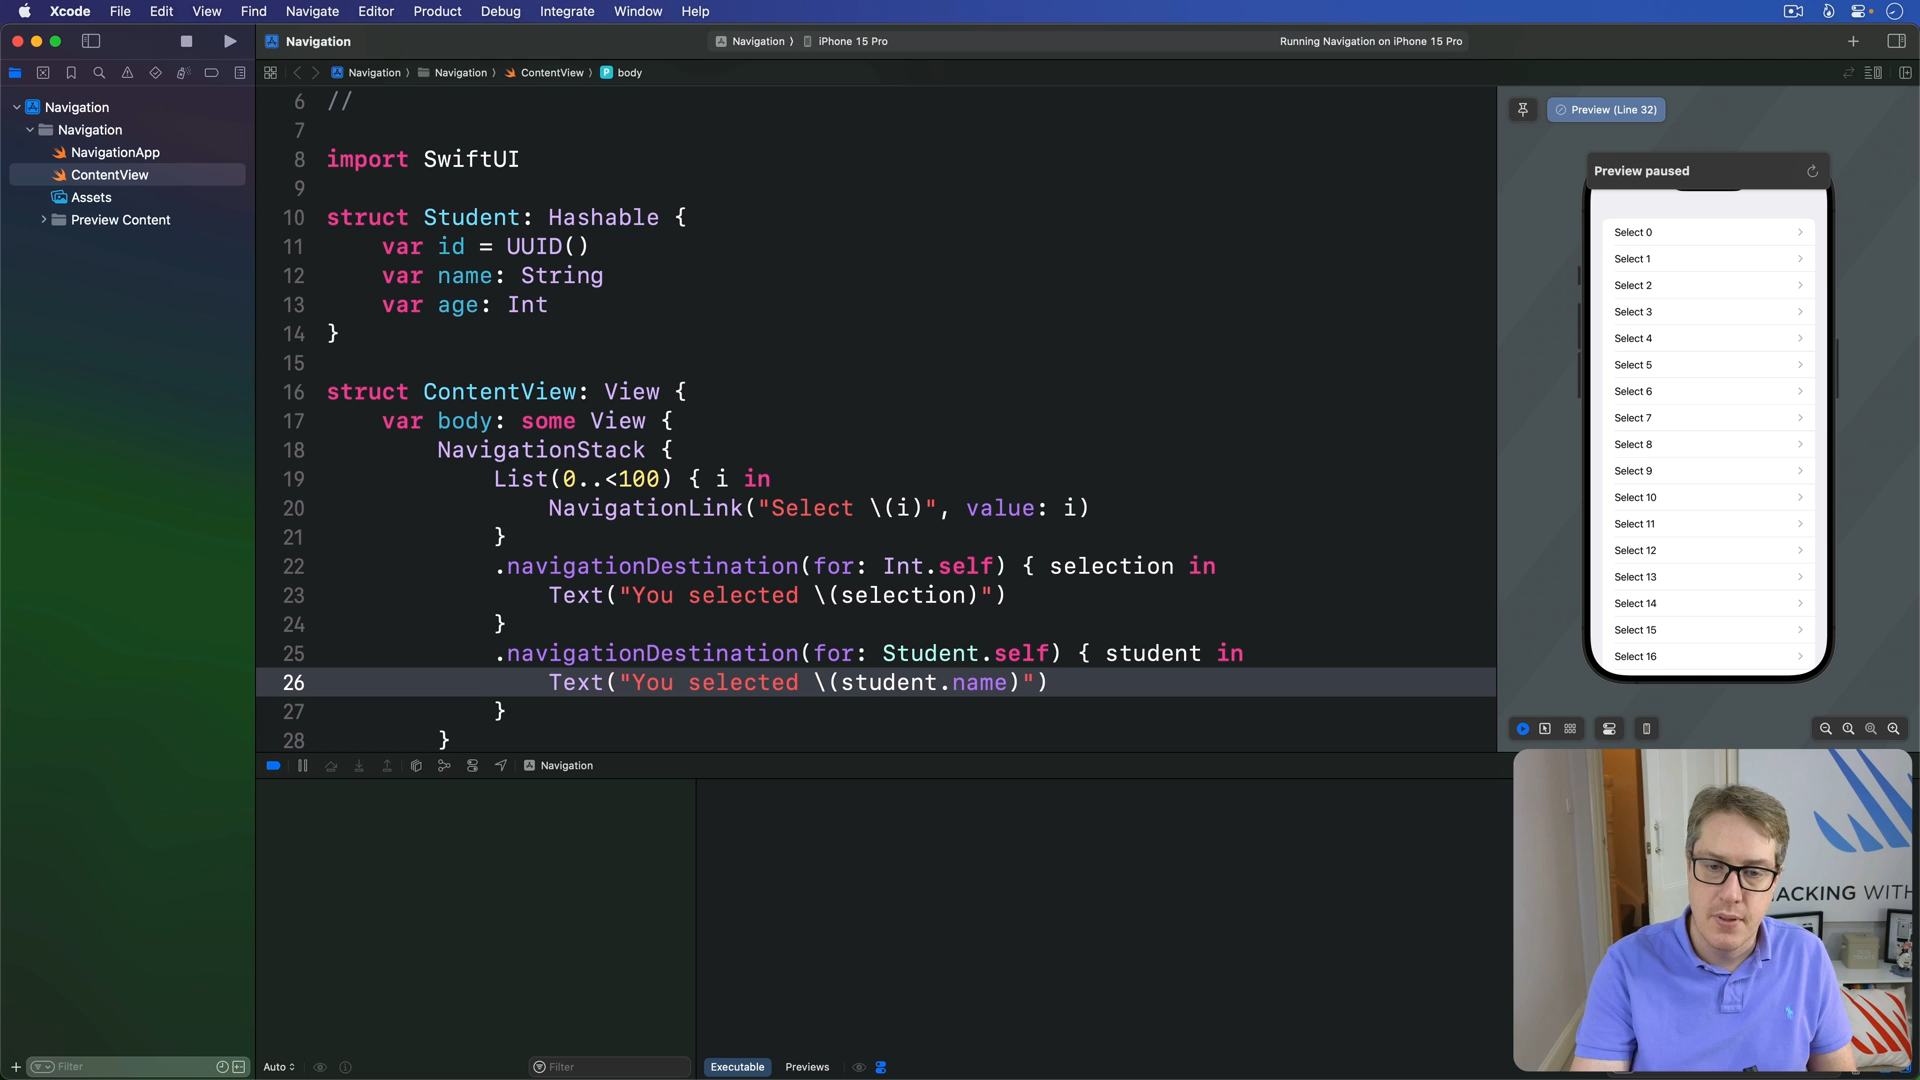 Xcode File Edit View Find Navigate Editor Product Debug Integrate Window Help
Navigation
Navigation 〉 iPhone 15 Pro
Running Navigation on iPhone 15 Pro
Navigation 〉 Navigation 〉 ContentView 〉 P body
Navigation
Navigation
NavigationApp
ContentView
Assets
Preview Content
6 //
7
8 import SwiftUI
9
10 struct Student: Hashable {
11 var id = UUID()
12 var name: String
13 var age: Int
14 }
15
16 struct ContentView: View {
17 var body: some View {
18 NavigationStack {
19 List(0..<100) { i in
20 NavigationLink("Select \(i)", value: i)
21 }
22 .navigationDestination(for: Int.self) { selection in
23 Text("You selected \(selection)")
24 }
25 .navigationDestination(for: Student.self) { student in
26 Text("You selected \(student.name)")
27 }
28 }
Preview (Line 32)
Preview paused
Select 0
Select 1
Select 2
Select 3
Select 4
Select 5
Select 6
Select 7
Select 8
Select 9
Select 10
Select 11
Select 12
Select 13
Select 14
Select 15
Select 16
Navigation
ACKING WITH
Filter
Auto
Filter
Executable
Previews